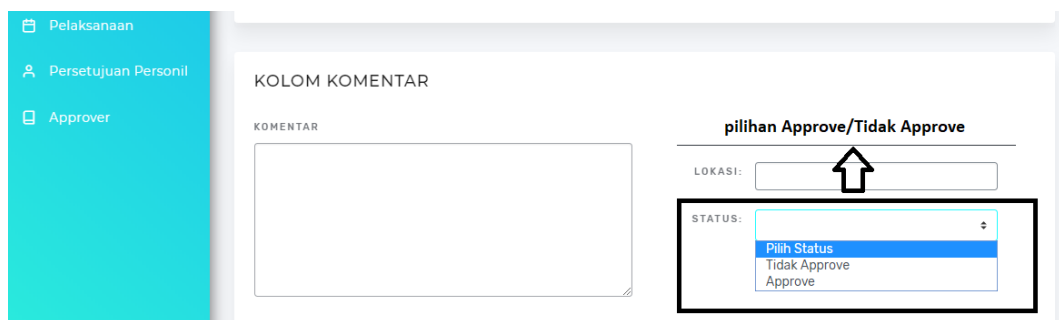 Pelaksanaan
Persetujuan Personil
Approver
KOLOM KOMENTAR
KOMENTAR
pilihan Approve/Tidak Approve
LOKASI:
STATUS:
Pilih Status
Tidak Approve
Approve